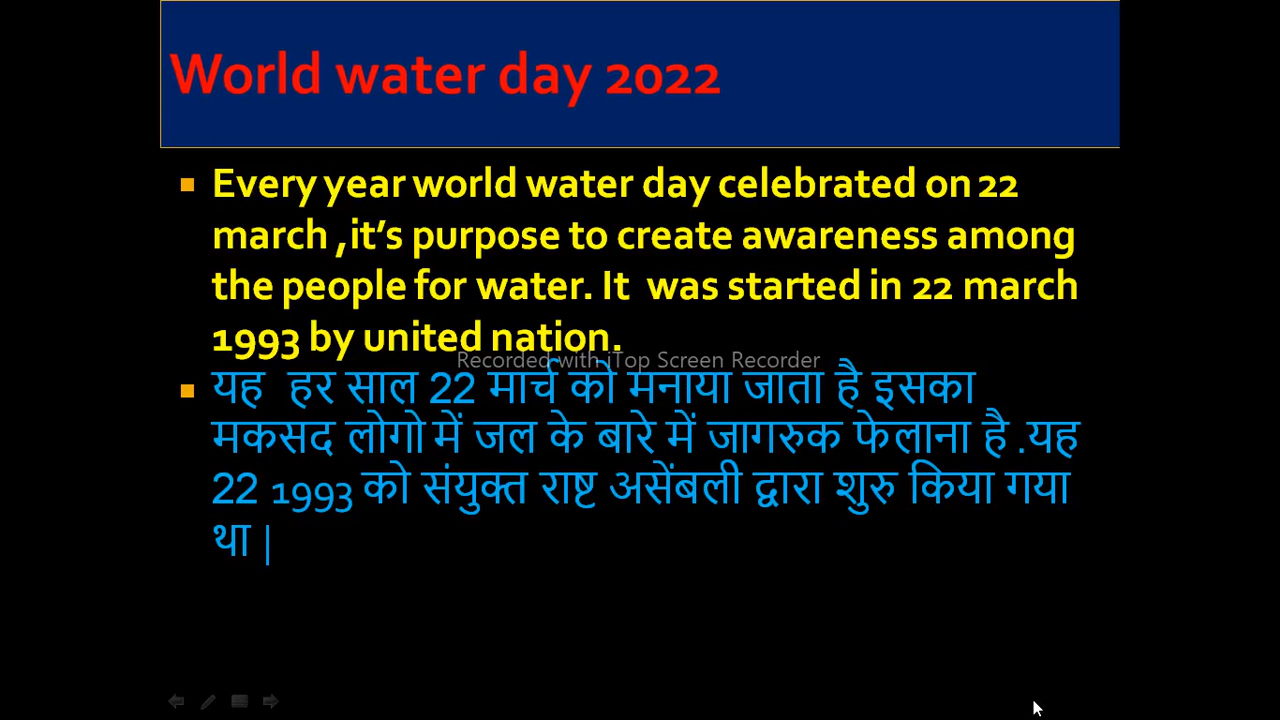 World water day 2022
Every year world water day celebrated on 22
march ,it's purpose to create awareness among
the people for water. It was started in 22 march
1993 by united nation.
Recorded with iTop Screen Recorder
यह हर साल 22 मार्च को मनाया जाता है इसका
मकसद लोगो में जल के बारे में जागरुक फेलाना है .यह
22 1993 को संयुक्त राष्ट असेंबली द्वारा शुरु किया गया
था |